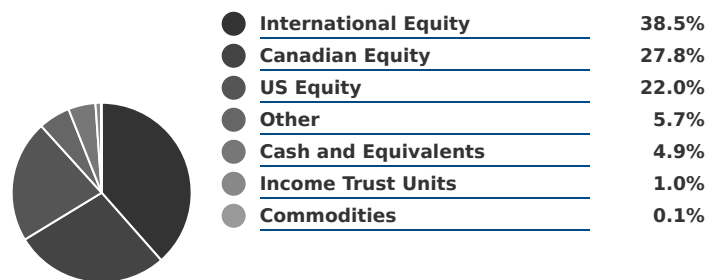 International Equity 38.5%
Canadian Equity 27.8%
US Equity 22.0%
Other 5.7%
Cash and Equivalents 4.9%
Income Trust Units 1.0%
Commodities 0.1%